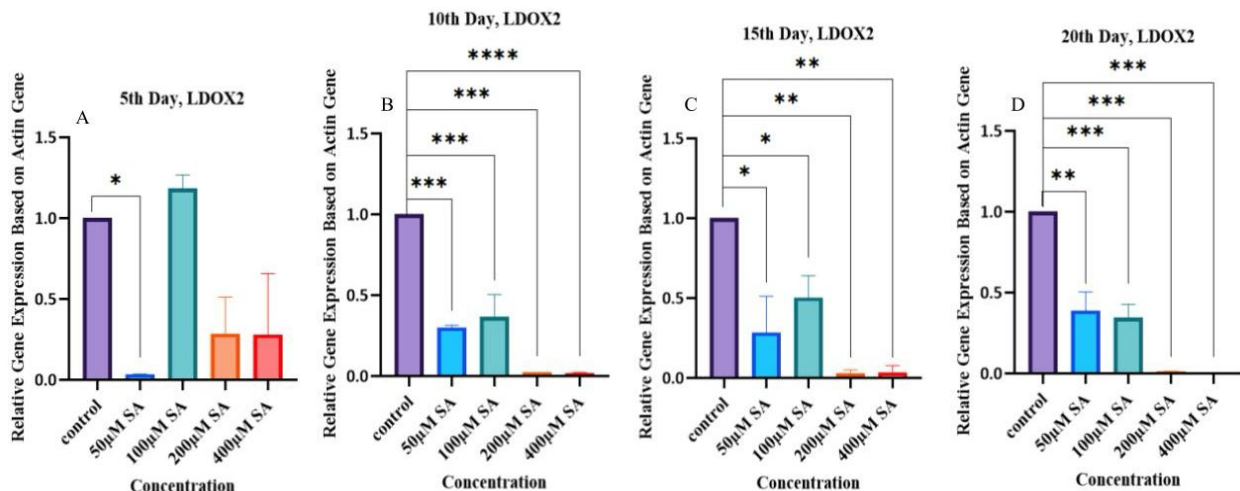 5th Day, LDOX2
A
Relative Gene Expression Based on Actin Gene
1.5
1.0
0.5
0.0
*
control
50µM SA
100µM SA
200µM SA
400µM SA
Concentration
10th Day, LDOX2
B
Relative Gene Expression Based on Actin Gene
1.5
1.0
0.5
0.0
****
***
***
***
control
50µM SA
100µM SA
200µM SA
400µM SA
Concentration
15th Day, LDOX2
C
Relative Gene Expression Based on Actin Gene
1.5
1.0
0.5
0.0
**
**
*
*
control
50µM SA
100µM SA
200µM SA
400µM SA
Concentration
20th Day, LDOX2
D
Relative Gene Expression Based on Actin Gene
1.5
1.0
0.5
0.0
***
***
***
**
control
50µM SA
100µM SA
200µM SA
400µM SA
Concentration